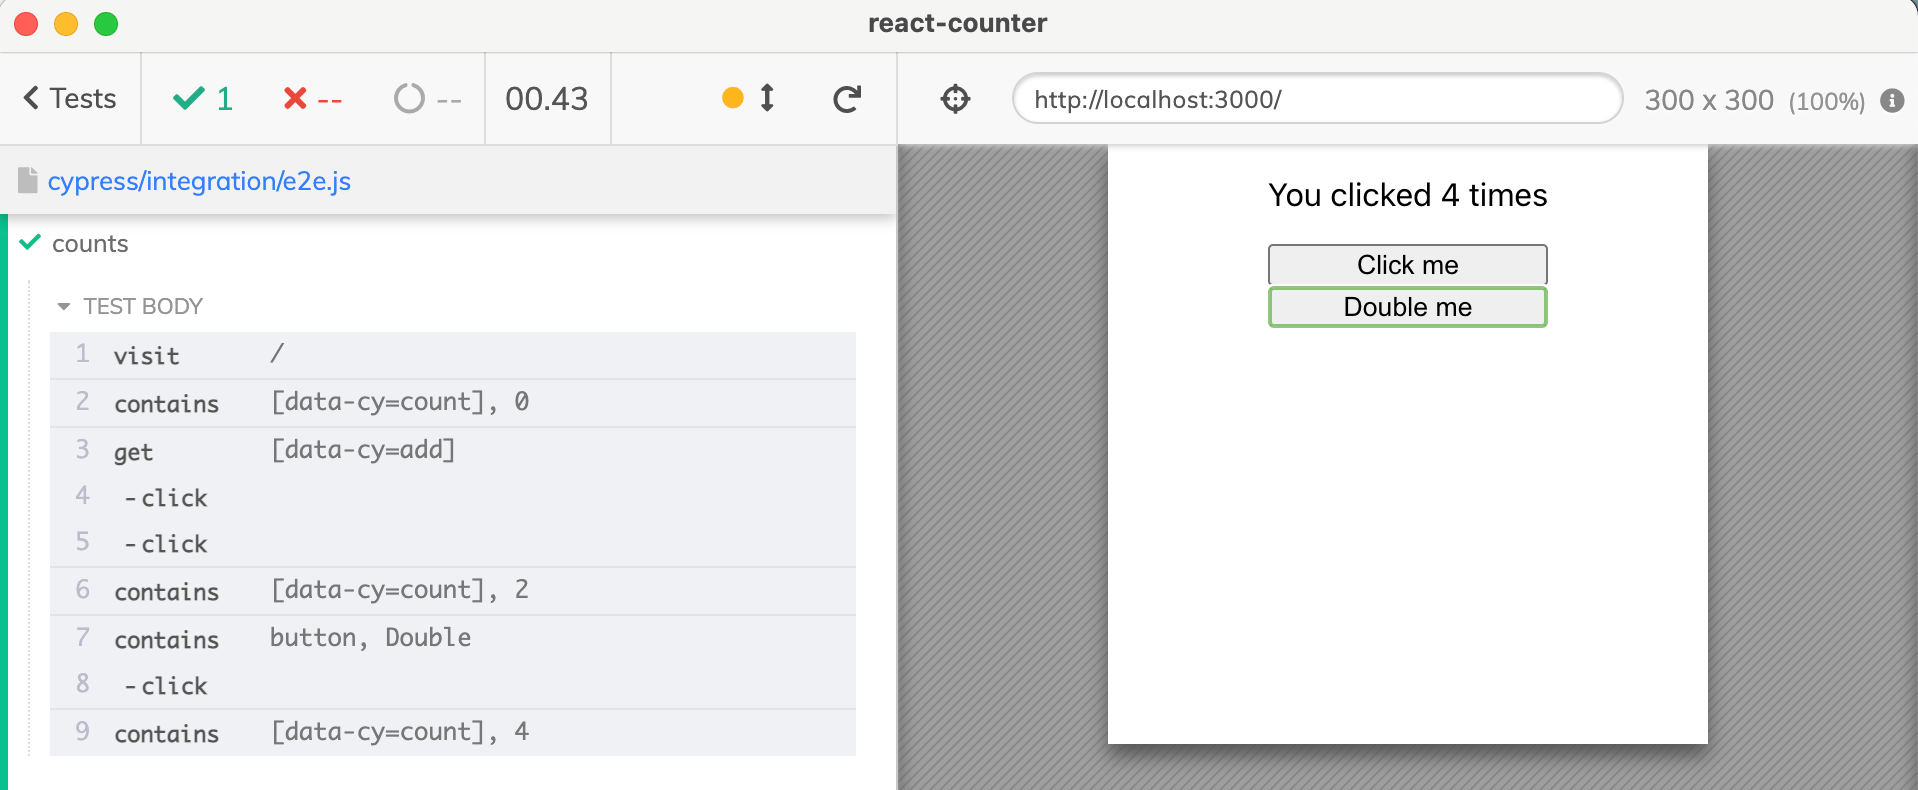 react-counter
Tests 1 -- -- 00.43
http://localhost:3000/ 300 x 300 (100%)
cypress/integration/e2e.js
counts
TEST BODY
1 visit /
2 contains [data-cy=count], 0
3 get [data-cy=add]
4 -click
5 -click
6 contains [data-cy=count], 2
7 contains button, Double
8 -click
9 contains [data-cy=count], 4
You clicked 4 times
Click me
Double me